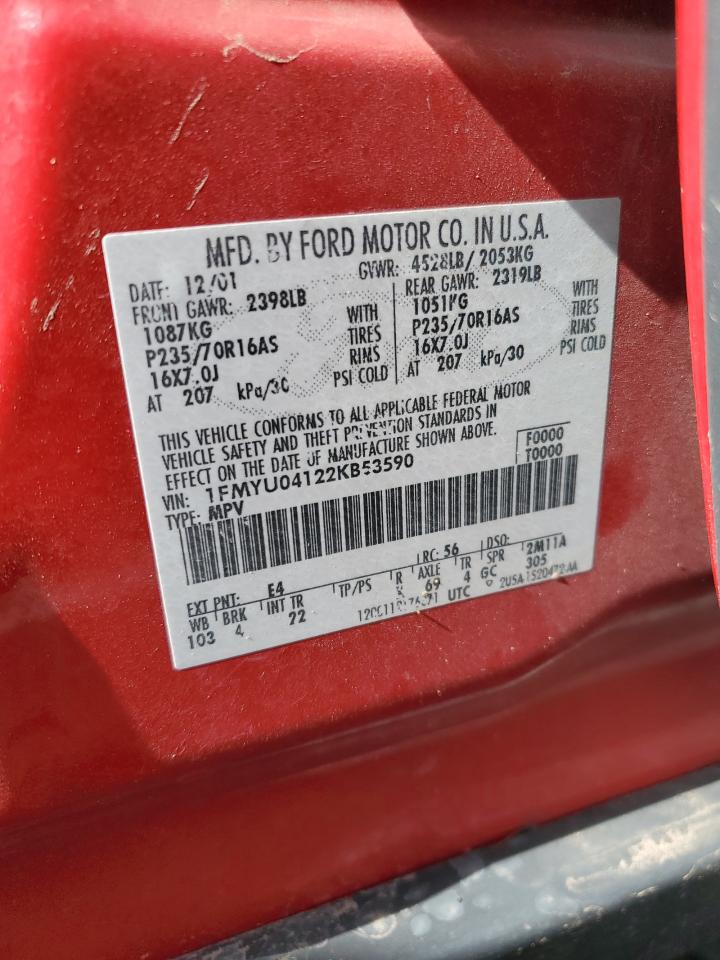 MFD. BY FORD MOTOR CO. IN U.S.A.
DATE: 12/01 GVWR: 4528LB/ 2053KG
FRONT GAWR: 2398LB REAR GAWR: 2319LB
1087KG WITH 1051KG WITH
P235/70R16AS TIRES P235/70R16AS TIRES
16X7.0J RIMS 16X7.0J RIMS
AT 207 kPa/30 PSI COLD AT 207 kPa/30 PSI COLD
THIS VEHICLE CONFORMS TO ALL APPLICABLE FEDERAL MOTOR
VEHICLE SAFETY AND THEFT PREVENTION STANDARDS IN
EFFECT ON THE DATE OF MANUFACTURE SHOWN ABOVE.
F0000
T0000
VIN: 1FMYU04122KB53590
TYPE: MPV
EXT PNT: E4 RC: 56 DSO:
WB BRK INT TR TP/PS R AXLE TR SPR 2M11A
103 4 22 69 4 GC 305
UTC